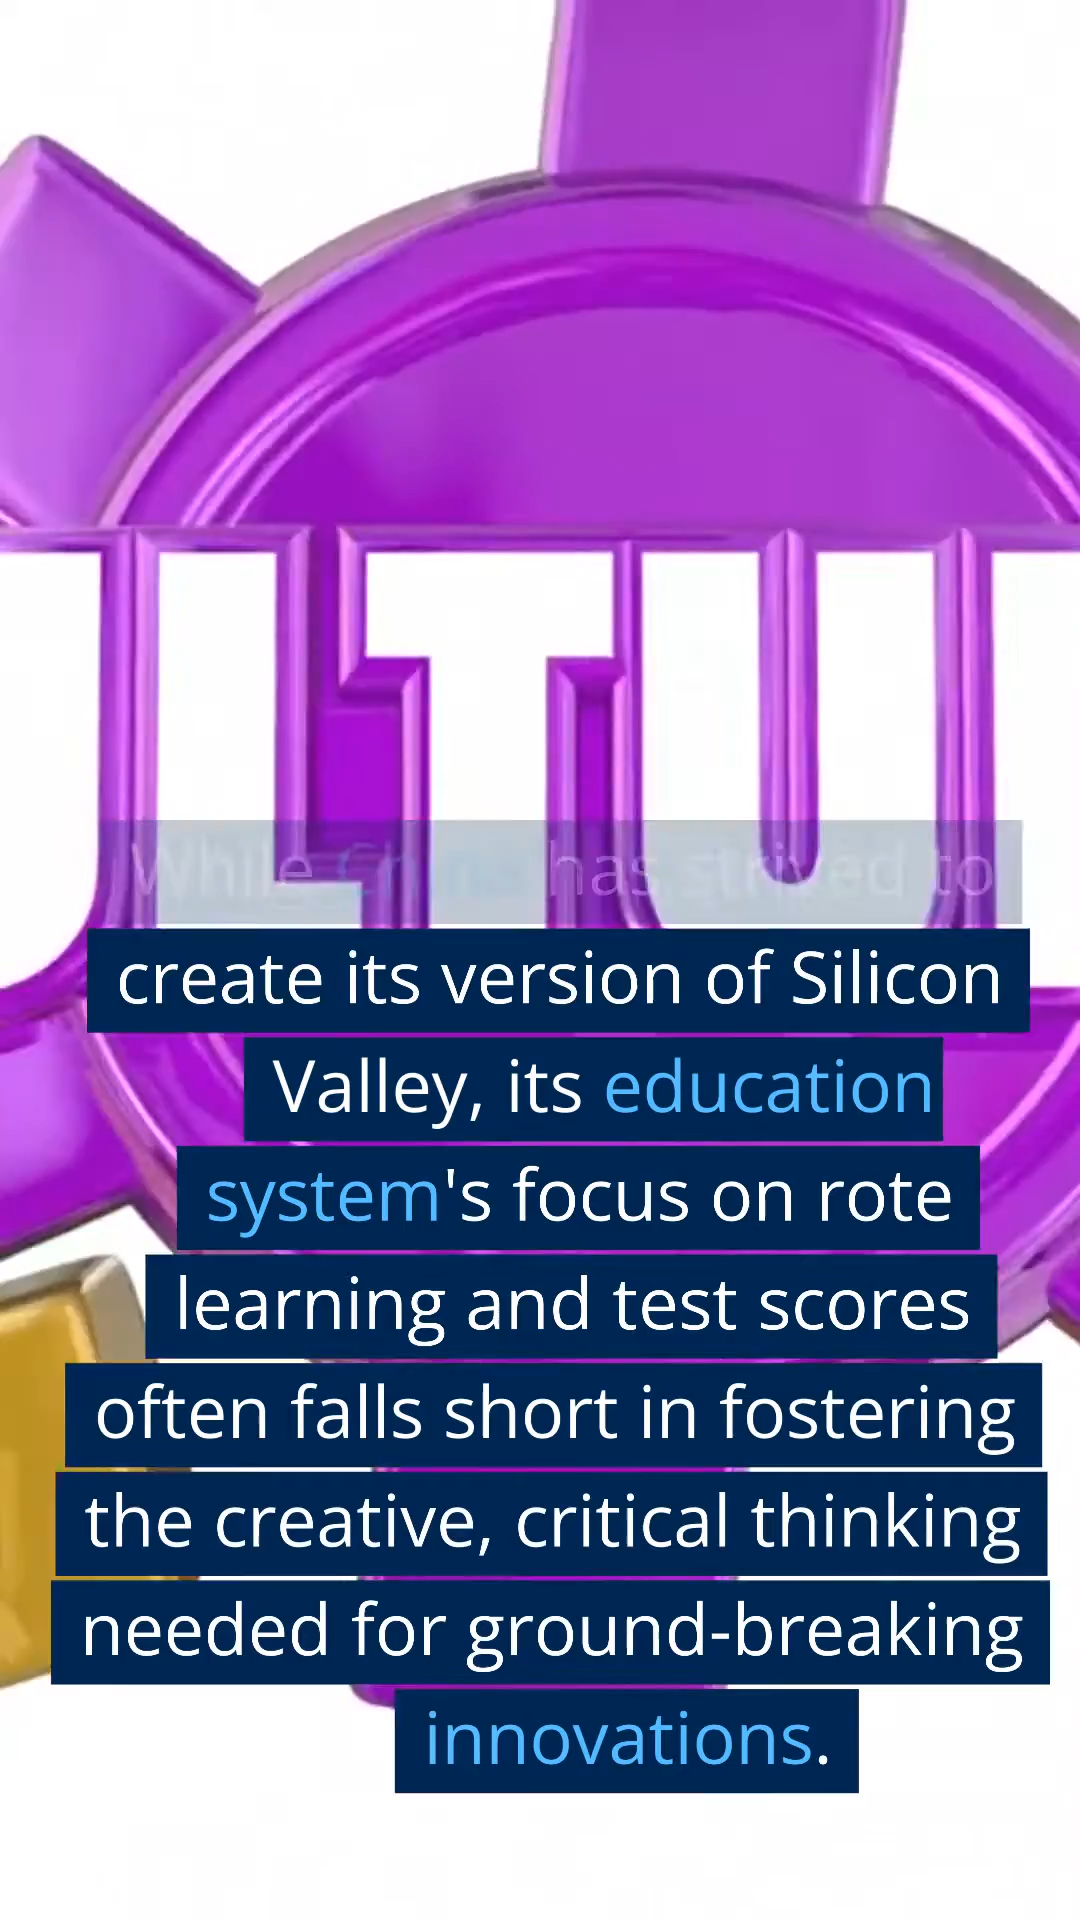 LTU
While China has strived to
create its version of Silicon
Valley, its education
system's focus on rote
learning and test scores
often falls short in fostering
the creative, critical thinking
needed for ground-breaking
innovations.